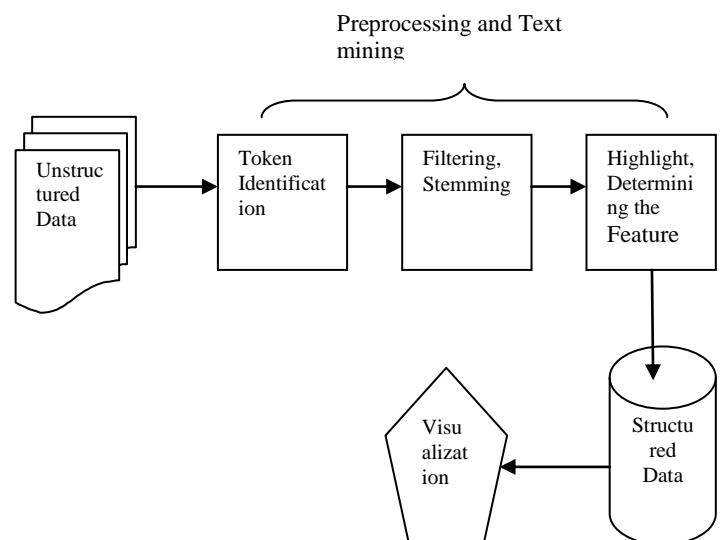 Preprocessing and Text
mining
Unstruc
tured
Data
Token
Identificat
ion
Filtering,
Stemming
Highlight,
Determini
ng the
Feature
Structu
red
Data
Visu
alizat
ion